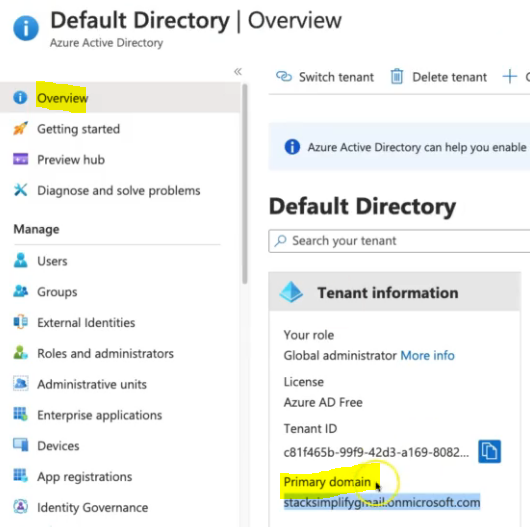 Default Directory | Overview
Azure Active Directory
«
Switch tenant
Delete tenant
Overview
Getting started
Preview hub
Diagnose and solve problems
Manage
Users
Groups
External Identities
Roles and administrators
Administrative units
Enterprise applications
Devices
App registrations
Identity Governance
Azure Active Directory can help you enable
Default Directory
Search your tenant
Tenant information
Your role
Global administrator More info
License
Azure AD Free
Tenant ID
c81f465b-99f9-42d3-a169-8082...
Primary domain
stacksimplifygmail.onmicrosoft.com